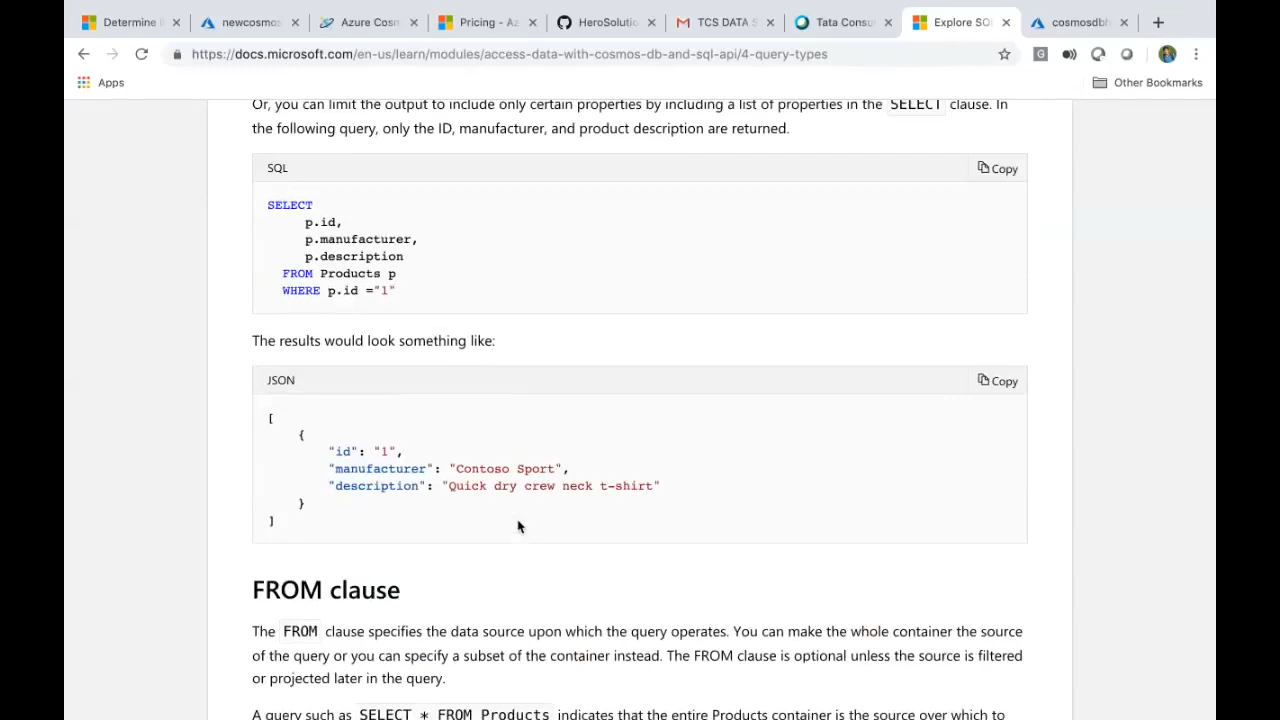 Determine
newcosmos
Azure Cosm
Pricing - Az
HeroSolutio
TCS DATA S
Tata Consu
Explore SQL
cosmosdbh
https://docs.microsoft.com/en-us/learn/modules/access-data-with-cosmos-db-and-sql-api/4-query-types
Apps
Other Bookmarks
Or, you can limit the output to include only certain properties by including a list of properties in the SELECT clause. In
the following query, only the ID, manufacturer, and product description are returned.
SQL
Copy
SELECT
p.id,
p.manufacturer,
p.description
FROM Products p
WHERE p.id ="1"
The results would look something like:
JSON
Copy
[
{
"id": "1",
"manufacturer": "Contoso Sport",
"description": "Quick dry crew neck t-shirt"
}
]
FROM clause
The FROM clause specifies the data source upon which the query operates. You can make the whole container the source
of the query or you can specify a subset of the container instead. The FROM clause is optional unless the source is filtered
or projected later in the query.
A query such as SELECT * FROM Products indicates that the entire Products container is the source over which to